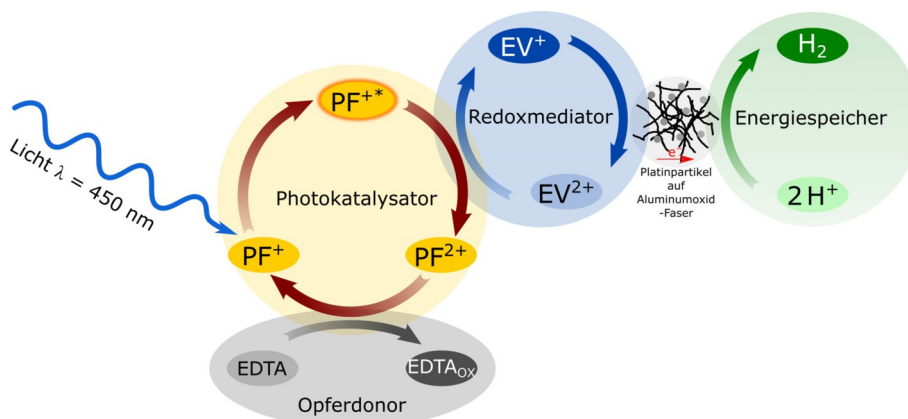 Licht λ = 450 nm
PF⁺*
Photokatalysator
PF⁺
PF²⁺
EDTA
EDTAOX
Opferdonor
EV⁺
Redoxmediator
EV²⁺
e⁻
Platinpartikel
auf
Aluminumoxid
-Faser
H₂
Energiespeicher
2 H⁺